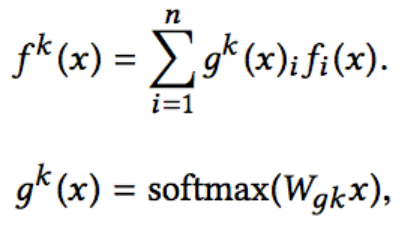 f^k(x) = \sum_{i=1}^{n} g^k(x)_i f_i(x).
g^k(x) = softmax(W_{gk}x),